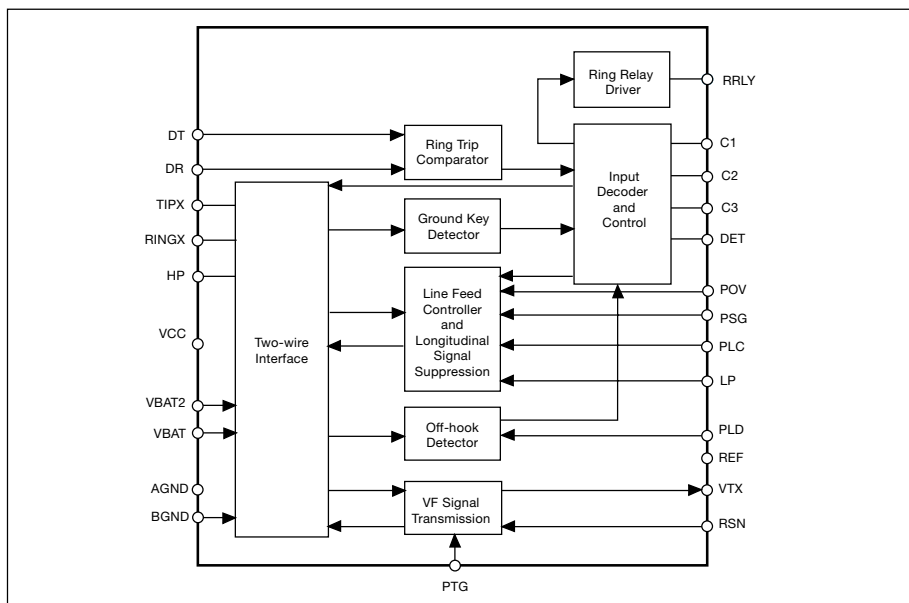 Ring Relay
Driver
RRLY
DT
DR
TIPX
RINGX
HP
VCC
VBAT2
VBAT
AGND
BGND
Two-wire
Interface
Ring Trip
Comparator
Ground Key
Detector
Line Feed
Controller
and
Longitudinal
Signal
Suppression
Off-hook
Detector
VF Signal
Transmission
Input
Decoder
and
Control
C1
C2
C3
DET
POV
PSG
PLC
LP
PLD
REF
VTX
RSN
PTG